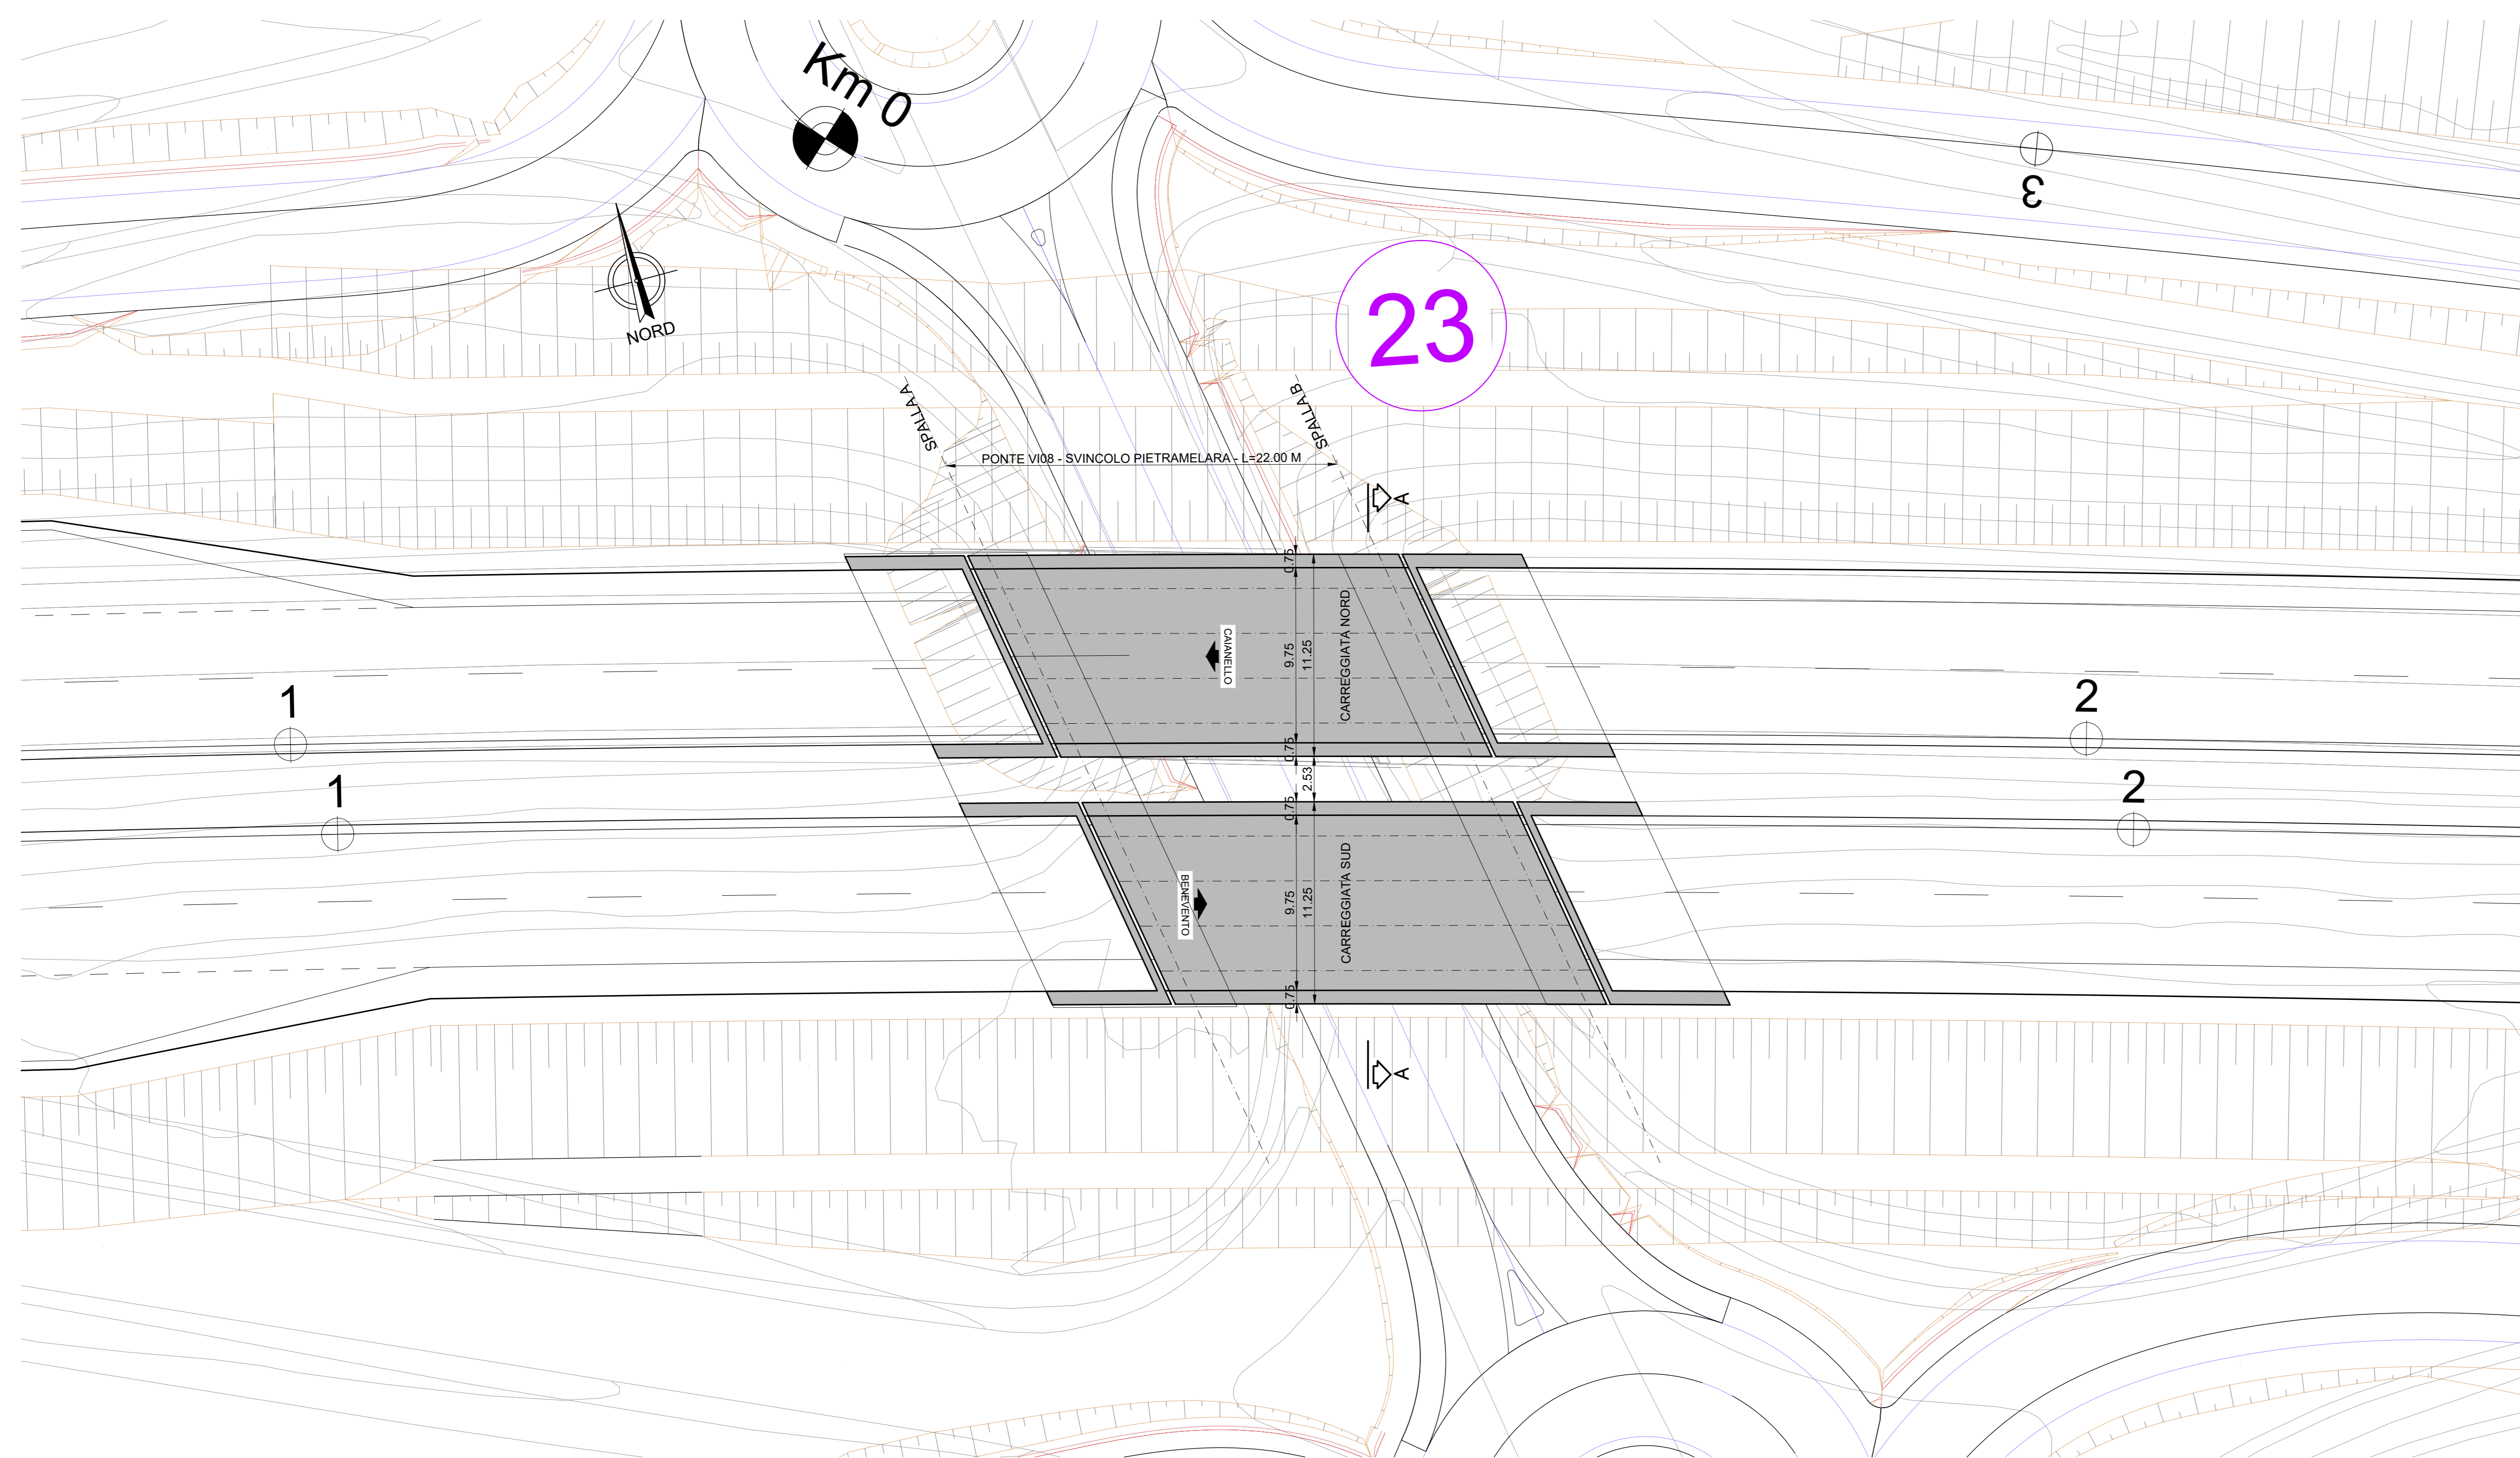 Km 0
3
NORD
23
SPALLA A
SPALLA B
PONTE VI08 - SVINCOLO PIETRAMELARA - L=22.00 M
A
0.75
CAIANELLO
9.75
11.25
CARREGGIATA NORD
1
2
0.75
2.53
1
2
0.75
BENEVENTO
9.75
11.25
CARREGGIATA SUD
0.75
A